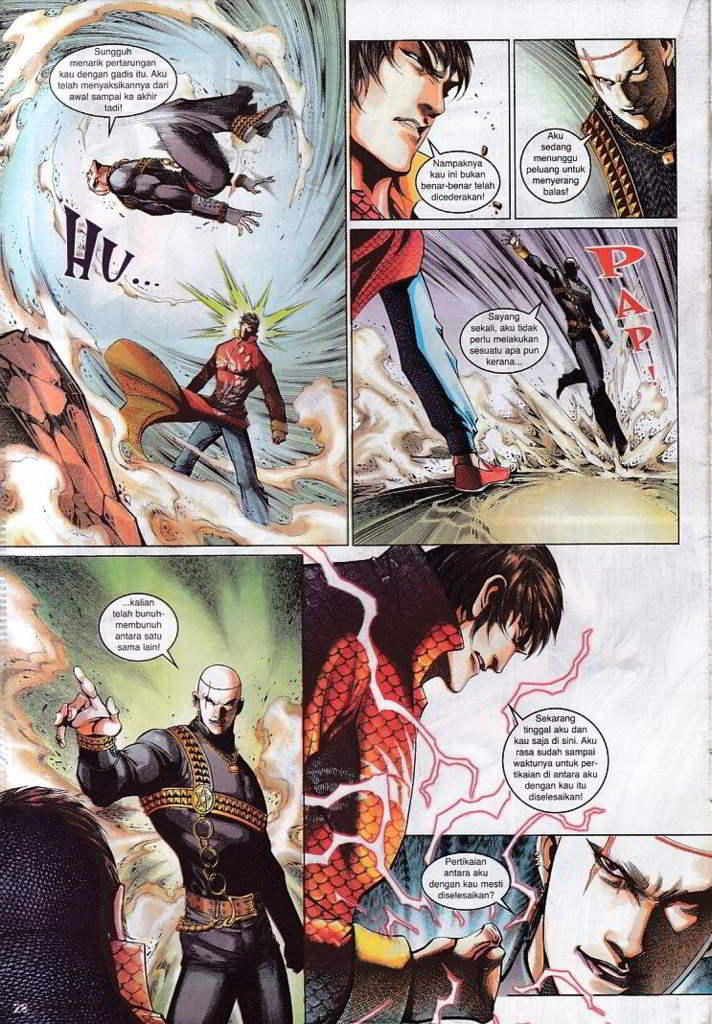 Sungguh
menarik pertarungan
kau dengan gadis itu. Aku
telah menyaksikannya dari
awal sampai ke akhir
tadi!
HU...
Nampaknya
kau ini bukan
benar-benar telah
dicederakan!
Aku
sedang
menunggu
peluang untuk
menyerang
balas!
Sayang
sekali, aku tidak
perlu melakukan
sesuatu apa pun
kerana...
PAP!
...kalian
telah bunuh-
membunuh
antara satu
sama lain!
Sekarang
tinggal aku dan
kau saja di sini. Aku
rasa sudah sampai
waktunya untuk per-
tikaian di antara aku
dengan kau itu
diselesaikan!
Pertikaian
antara aku
dengan kau mesti
diselesaikan?
28